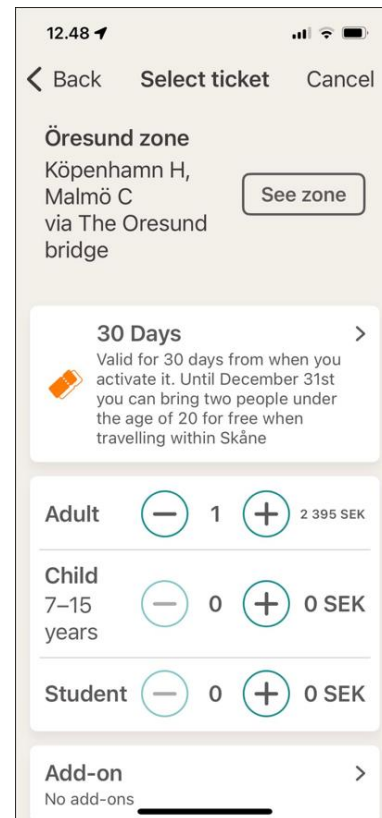 12.48
Back Select ticket Cancel
Öresund zone
Köpenhamn H,
Malmö C
via The Oresund
bridge
See zone
30 Days
Valid for 30 days from when you
activate it. Until December 31st
you can bring two people under
the age of 20 for free when
travelling within Skåne
Adult 1 2 395 SEK
Child
7–15
years
0 0 SEK
Student 0 0 SEK
Add-on
No add-ons